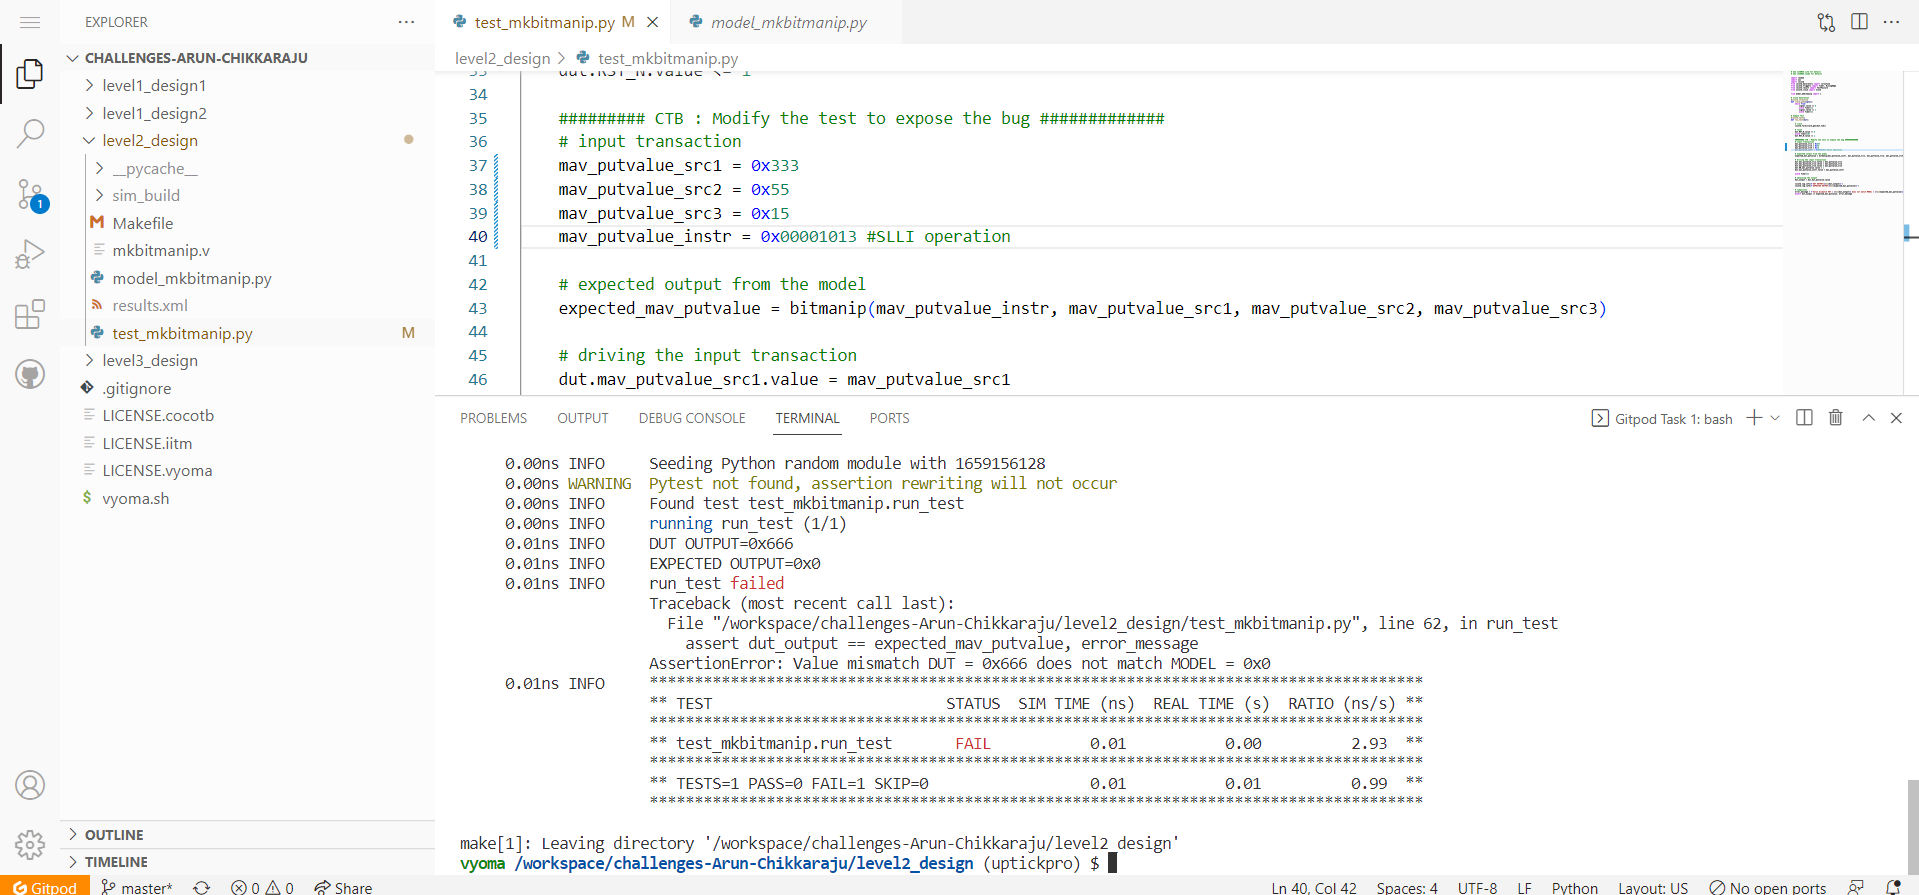 EXPLORER
CHALLENGES-ARUN-CHIKKARAJU
level1_design1
level1_design2
level2_design
__pycache__
sim_build
Makefile
mkbitmanip.v
model_mkbitmanip.py
results.xml
test_mkbitmanip.py M
level3_design
.gitignore
LICENSE.cocotb
LICENSE.iitm
LICENSE.vyoma
vyoma.sh
OUTLINE
TIMELINE
1
test_mkbitmanip.py M
model_mkbitmanip.py
level2_design > test_mkbitmanip.py
33 dut.RST_N.value <= 1
34
35 ######### CTB : Modify the test to expose the bug #############
36 # input transaction
37 mav_putvalue_src1 = 0x333
38 mav_putvalue_src2 = 0x55
39 mav_putvalue_src3 = 0x15
40 mav_putvalue_instr = 0x00001013 #SLLI operation
41
42 # expected output from the model
43 expected_mav_putvalue = bitmanip(mav_putvalue_instr, mav_putvalue_src1, mav_putvalue_src2, mav_putvalue_src3)
44
45 # driving the input transaction
46 dut.mav_putvalue_src1.value = mav_putvalue_src1
PROBLEMS OUTPUT DEBUG CONSOLE TERMINAL PORTS
Gitpod Task 1: bash
0.00ns INFO Seeding Python random module with 1659156128
0.00ns WARNING Pytest not found, assertion rewriting will not occur
0.00ns INFO Found test test_mkbitmanip.run_test
0.00ns INFO running run_test (1/1)
0.01ns INFO DUT OUTPUT=0x666
0.01ns INFO EXPECTED OUTPUT=0x0
0.01ns INFO run_test failed
Traceback (most recent call last):
File "/workspace/challenges-Arun-Chikkaraju/level2_design/test_mkbitmanip.py", line 62, in run_test
assert dut_output == expected_mav_putvalue, error_message
AssertionError: Value mismatch DUT = 0x666 does not match MODEL = 0x0
0.01ns INFO **************************************************************************************
** TEST STATUS SIM TIME (ns) REAL TIME (s) RATIO (ns/s) **
**************************************************************************************
** test_mkbitmanip.run_test FAIL 0.01 0.00 2.93 **
**************************************************************************************
** TESTS=1 PASS=0 FAIL=1 SKIP=0 0.01 0.01 0.99 **
**************************************************************************************
make[1]: Leaving directory '/workspace/challenges-Arun-Chikkaraju/level2_design'
vyoma /workspace/challenges-Arun-Chikkaraju/level2_design (uptickpro) $
Gitpod master* 0 0 Share Ln 40, Col 42 Spaces: 4 UTF-8 LF Python Layout: US No open ports